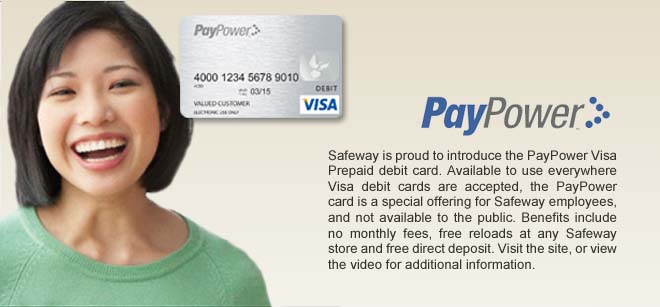 PayPower
4000 1234 5678 9010
03/15
DEBIT
VALUED CUSTOMER
ELECTRONIC USE ONLY
VISA
PayPower
Safeway is proud to introduce the PayPower Visa
Prepaid debit card. Available to use everywhere
Visa debit cards are accepted, the PayPower
card is a special offering for Safeway employees,
and not available to the public. Benefits include
no monthly fees, free reloads at any Safeway
store and free direct deposit. Visit the site, or view
the video for additional information.